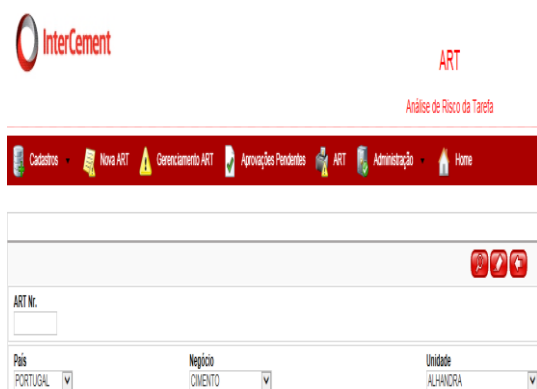 InterCement
ART
Análise de Risco da Tarefa
Cadastros Nova ART Gerenciamento ART Aprovações Pendentes ART Administração Home
ART Nr.
País Negócio Unidade
PORTUGAL CIMENTO ALHANDRA